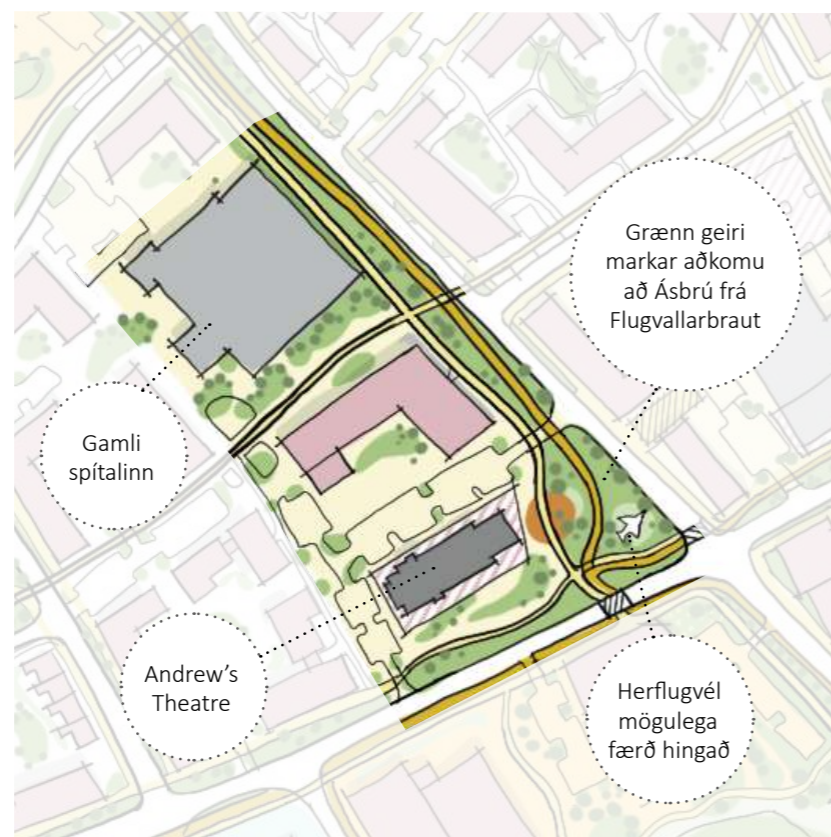 Grænn geiri
markar aðkomu
að Ásbrú frá
Flugvallarbraut
Gamli
spítalinn
Andrew’s
Theatre
Herflugvél
mögulega
færð hingað